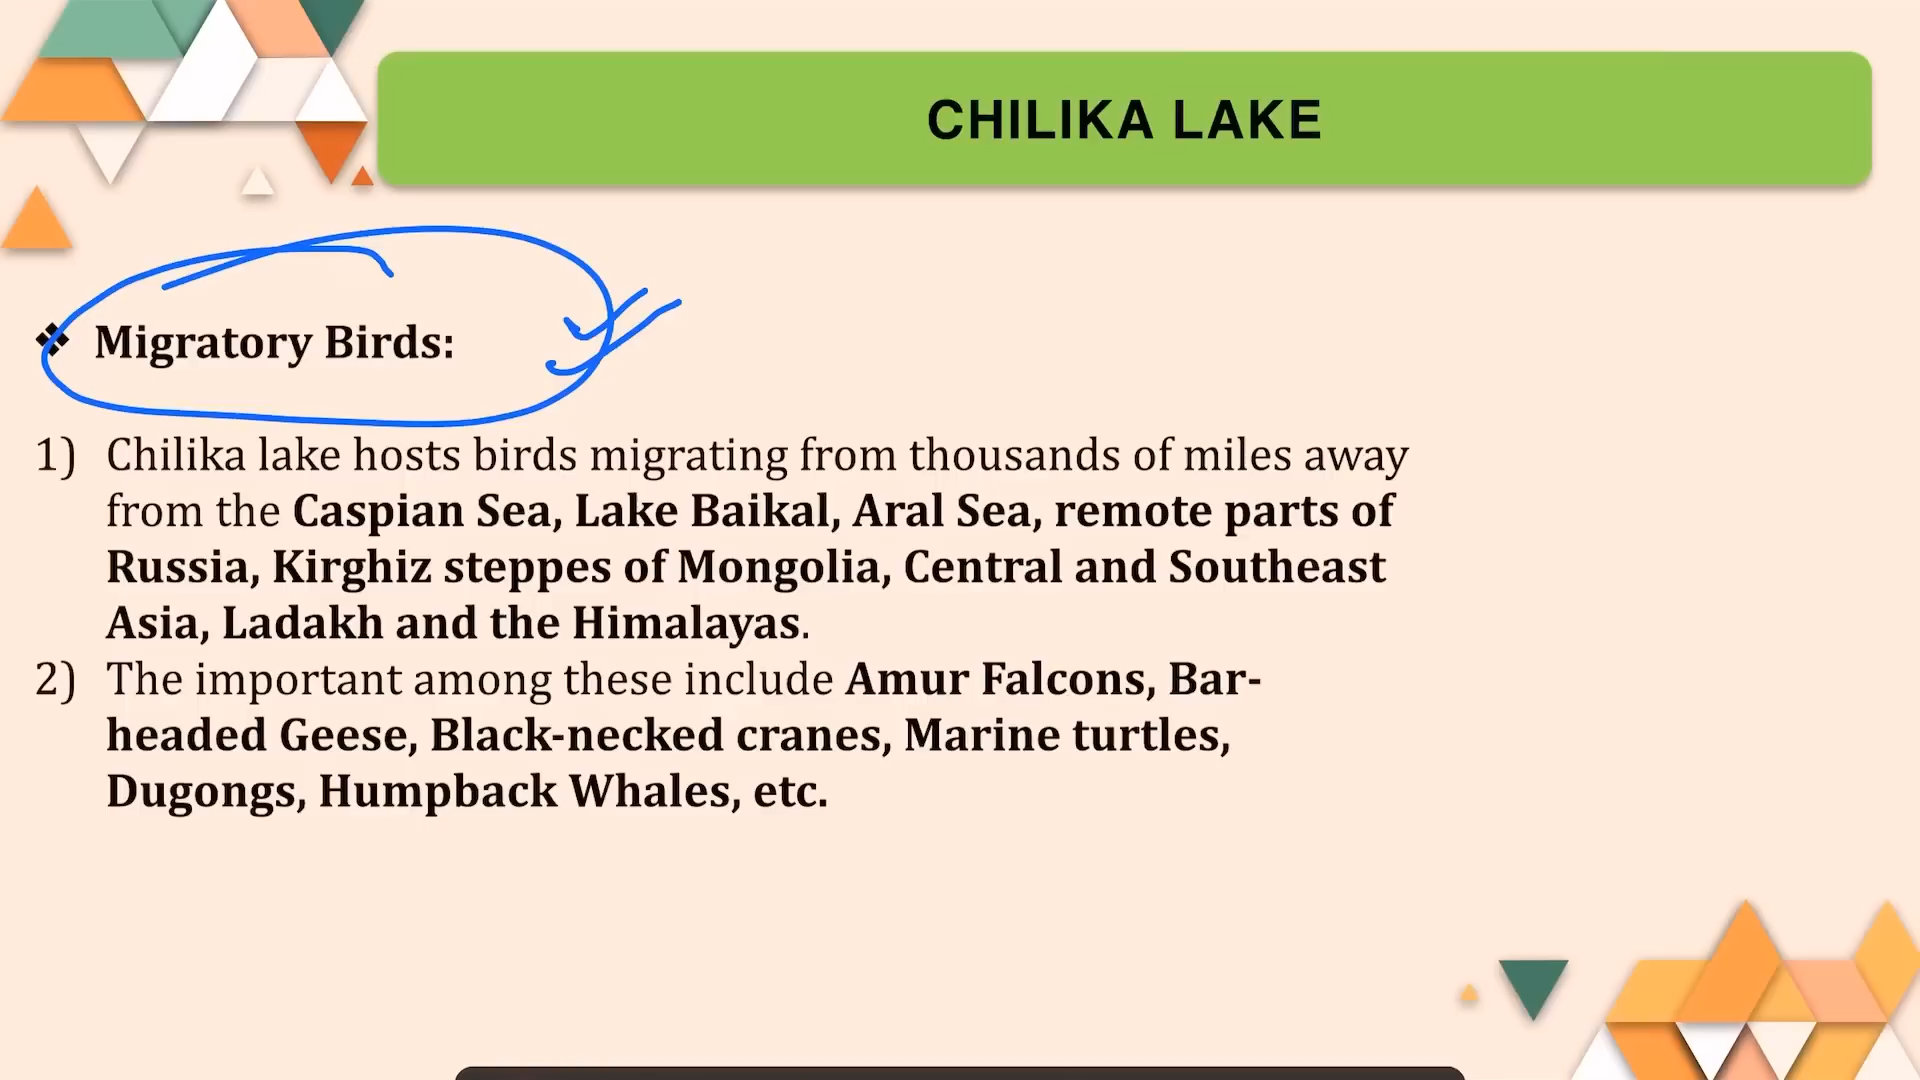 CHILIKA LAKE
❖ Migratory Birds:
1) Chilika lake hosts birds migrating from thousands of miles away
from the Caspian Sea, Lake Baikal, Aral Sea, remote parts of
Russia, Kirghiz steppes of Mongolia, Central and Southeast
Asia, Ladakh and the Himalayas.
2) The important among these include Amur Falcons, Bar-
headed Geese, Black-necked cranes, Marine turtles,
Dugongs, Humpback Whales, etc.